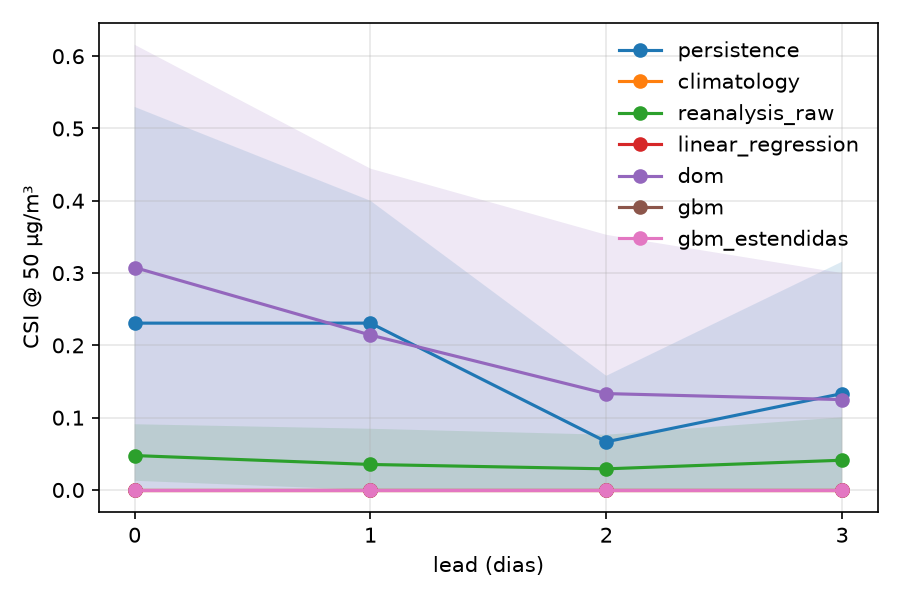 CSI @ 50 µg/m³
0.6
0.5
0.4
0.3
0.2
0.1
0.0
persistence
climatology
reanalysis_raw
linear_regression
dom
gbm
gbm_estendidas
0 1 2 3
lead (dias)